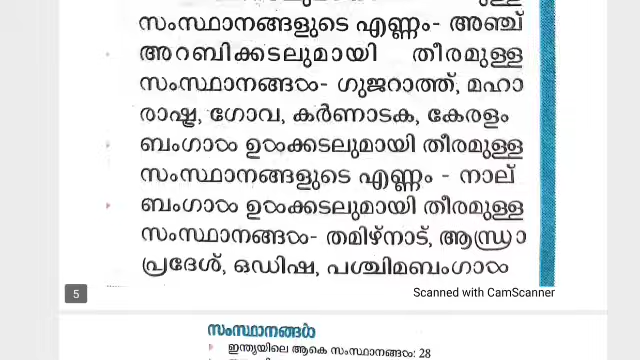 സംസ്ഥാനങ്ങളുടെ എണ്ണം- അഞ്ച്
അറബിക്കടലുമായി തീരമുള്ള
സംസ്ഥാനങ്ങൾ- ഗുജറാത്ത്, മഹാ
രാഷ്ട്ര, ഗോവ, കർണാടക, കേരളം
ബംഗാൾ ഉൾക്കടലുമായി തീരമുള്ള
സംസ്ഥാനങ്ങളുടെ എണ്ണം - നാല്
ബംഗാൾ ഉൾക്കടലുമായി തീരമുള്ള
സംസ്ഥാനങ്ങൾ- തമിഴ്നാട്, ആന്ധ്രാ
പ്രദേശ്, ഒഡിഷ, പശ്ചിമബംഗാൾ
5
Scanned with CamScanner
സംസ്ഥാനങ്ങൾ
ഇന്ത്യയിലെ ആകെ സംസ്ഥാനങ്ങൾ: 28